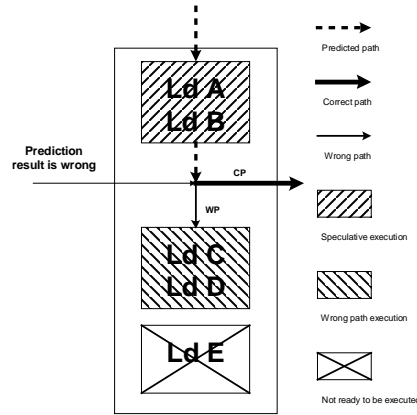 Ld A
Ld B
Prediction
result is wrong
CP
WP
Ld C
Ld D
Ld E
Predicted path
Correct path
Wrong path
Speculative execution
Wrong path execution
Not ready to be executed